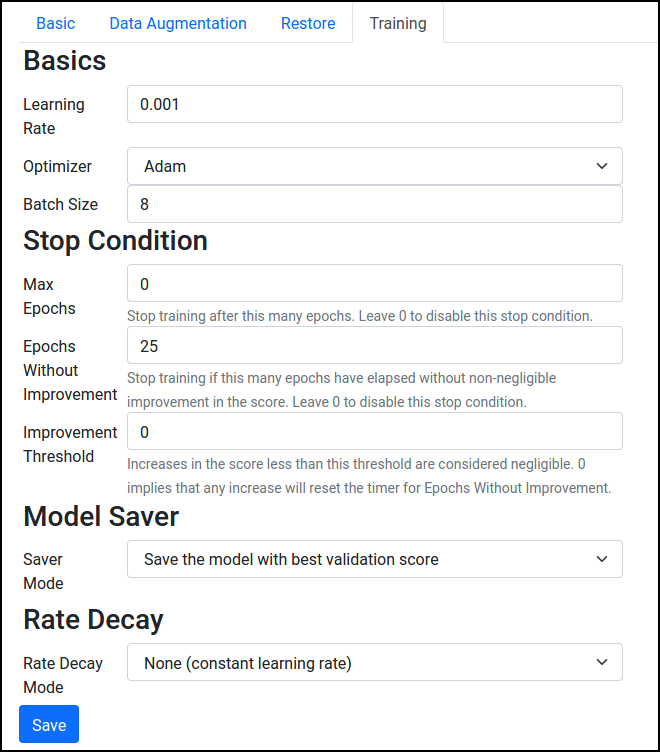 Basic Data Augmentation Restore Training
Basics
Learning Rate
0.001
Optimizer
Adam
Batch Size
8
Stop Condition
Max Epochs
0
Stop training after this many epochs. Leave 0 to disable this stop condition.
Epochs Without Improvement
25
Stop training if this many epochs have elapsed without non-negligible
improvement in the score. Leave 0 to disable this stop condition.
Improvement Threshold
0
Increases in the score less than this threshold are considered negligible. 0
implies that any increase will reset the timer for Epochs Without Improvement.
Model Saver
Saver Mode
Save the model with best validation score
Rate Decay
Rate Decay Mode
None (constant learning rate)
Save